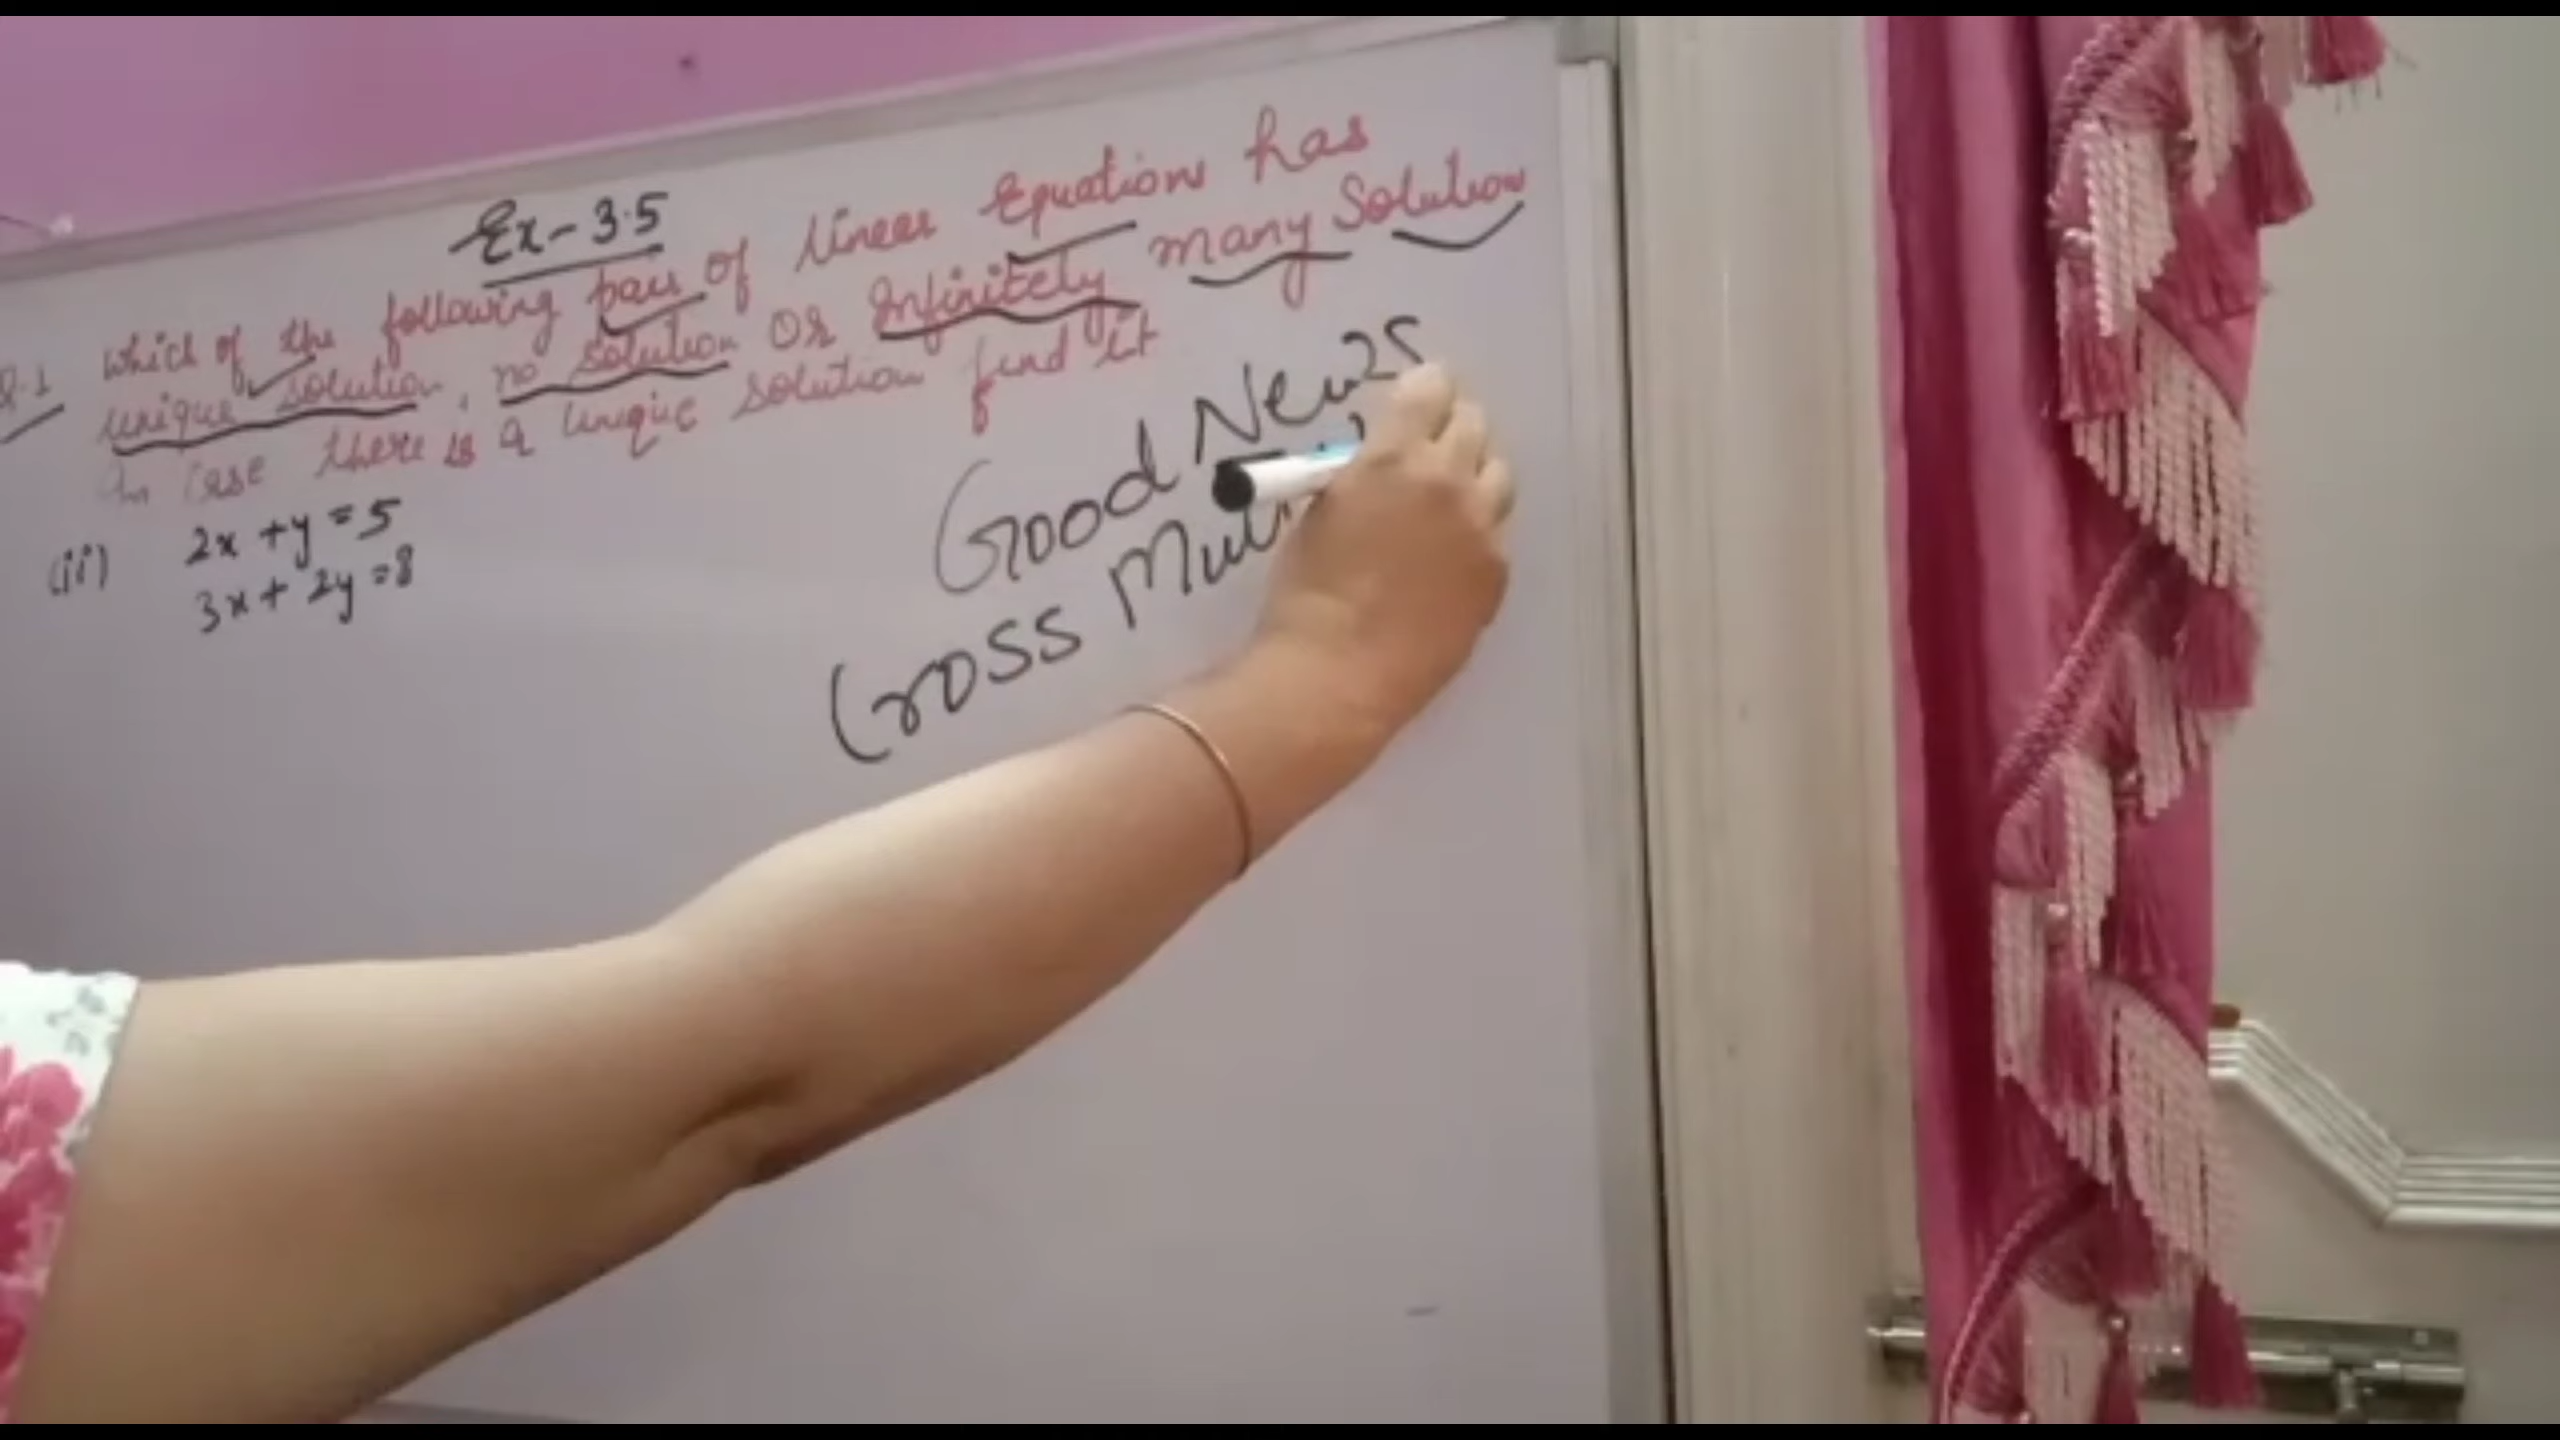 Ex-3.5
Q.1 Which of the following pair of linear Equation has
unique solution, no solution or Infinitely many Solution
In case there is a unique solution find it
(ii) 2x + y = 5
3x + 2y = 8
Good
Cross